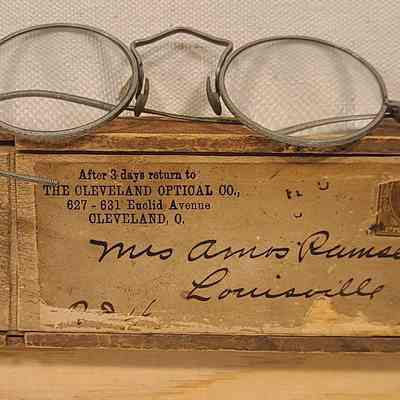 After 3 days return to
THE CLEVELAND OPTICAL CO.,
627 - 631 Euclid Avenue
CLEVELAND, O.
Mrs Amos
Louisville